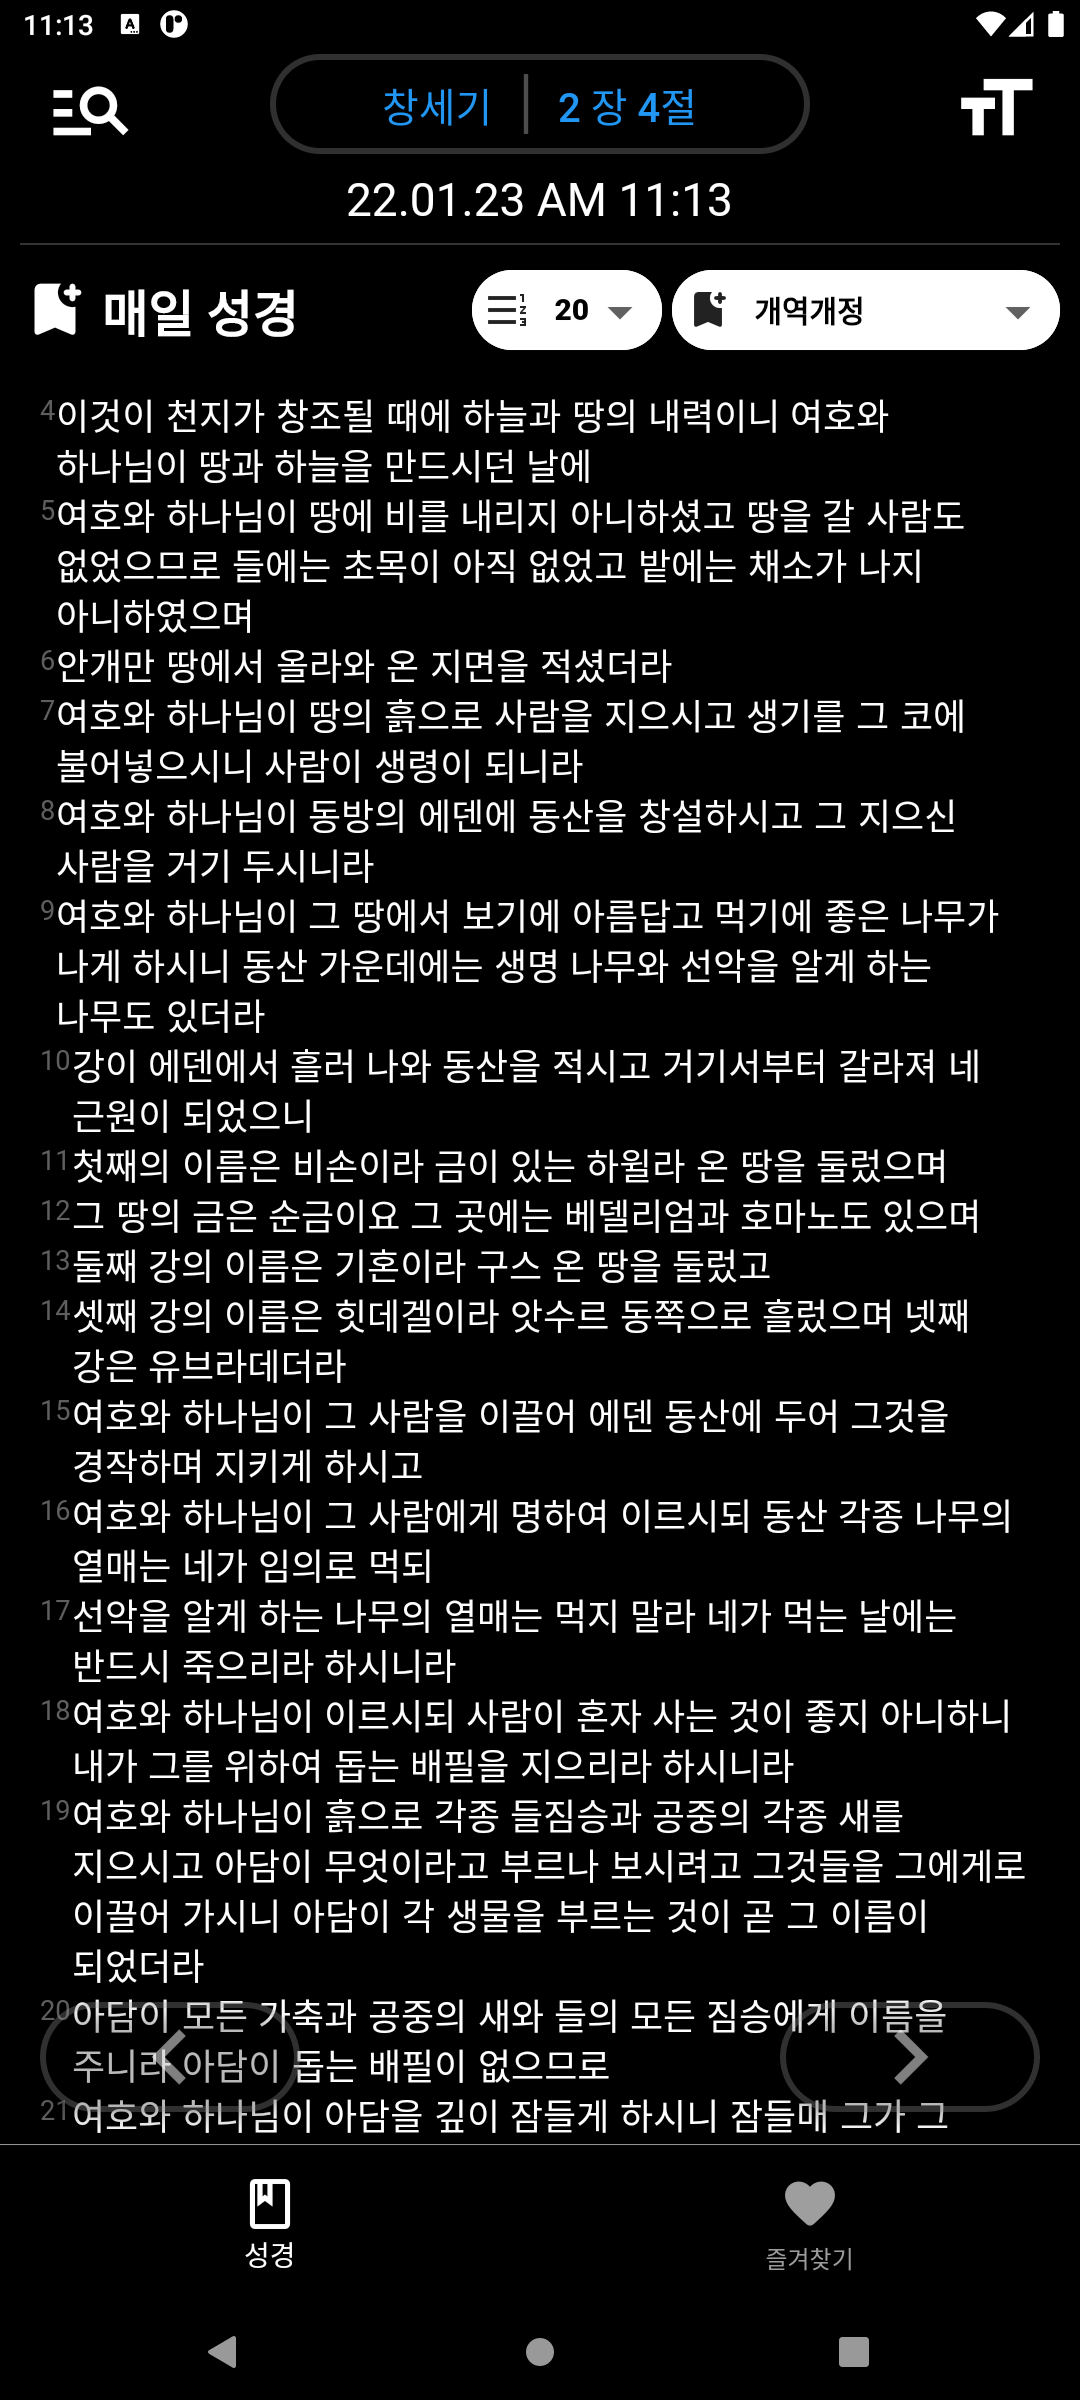 11:13
창세기 | 2 장 4절
22.01.23 AM 11:13
매일 성경 20 개역개정
4이것이 천지가 창조될 때에 하늘과 땅의 내력이니 여호와
하나님이 땅과 하늘을 만드시던 날에
5여호와 하나님이 땅에 비를 내리지 아니하셨고 땅을 갈 사람도
없었으므로 들에는 초목이 아직 없었고 밭에는 채소가 나지
아니하였으며
6안개만 땅에서 올라와 온 지면을 적셨더라
7여호와 하나님이 땅의 흙으로 사람을 지으시고 생기를 그 코에
불어넣으시니 사람이 생령이 되니라
8여호와 하나님이 동방의 에덴에 동산을 창설하시고 그 지으신
사람을 거기 두시니라
9여호와 하나님이 그 땅에서 보기에 아름답고 먹기에 좋은 나무가
나게 하시니 동산 가운데에는 생명 나무와 선악을 알게 하는
나무도 있더라
10강이 에덴에서 흘러 나와 동산을 적시고 거기서부터 갈라져 네
근원이 되었으니
11첫째의 이름은 비손이라 금이 있는 하윌라 온 땅을 둘렀으며
12그 땅의 금은 순금이요 그 곳에는 베델리엄과 호마노도 있으며
13둘째 강의 이름은 기혼이라 구스 온 땅을 둘렀고
14셋째 강의 이름은 힛데겔이라 앗수르 동쪽으로 흘렀으며 넷째
강은 유브라데더라
15여호와 하나님이 그 사람을 이끌어 에덴 동산에 두어 그것을
경작하며 지키게 하시고
16여호와 하나님이 그 사람에게 명하여 이르시되 동산 각종 나무의
열매는 네가 임의로 먹되
17선악을 알게 하는 나무의 열매는 먹지 말라 네가 먹는 날에는
반드시 죽으리라 하시니라
18여호와 하나님이 이르시되 사람이 혼자 사는 것이 좋지 아니하니
내가 그를 위하여 돕는 배필을 지으리라 하시니라
19여호와 하나님이 흙으로 각종 들짐승과 공중의 각종 새를
지으시고 아담이 무엇이라고 부르나 보시려고 그것들을 그에게로
이끌어 가시니 아담이 각 생물을 부르는 것이 곧 그 이름이
되었더라
20아담이 모든 가축과 공중의 새와 들의 모든 짐승에게 이름을
주니라 아담이 돕는 배필이 없으므로
21여호와 하나님이 아담을 깊이 잠들게 하시니 잠들매 그가 그
성경 즐겨찾기